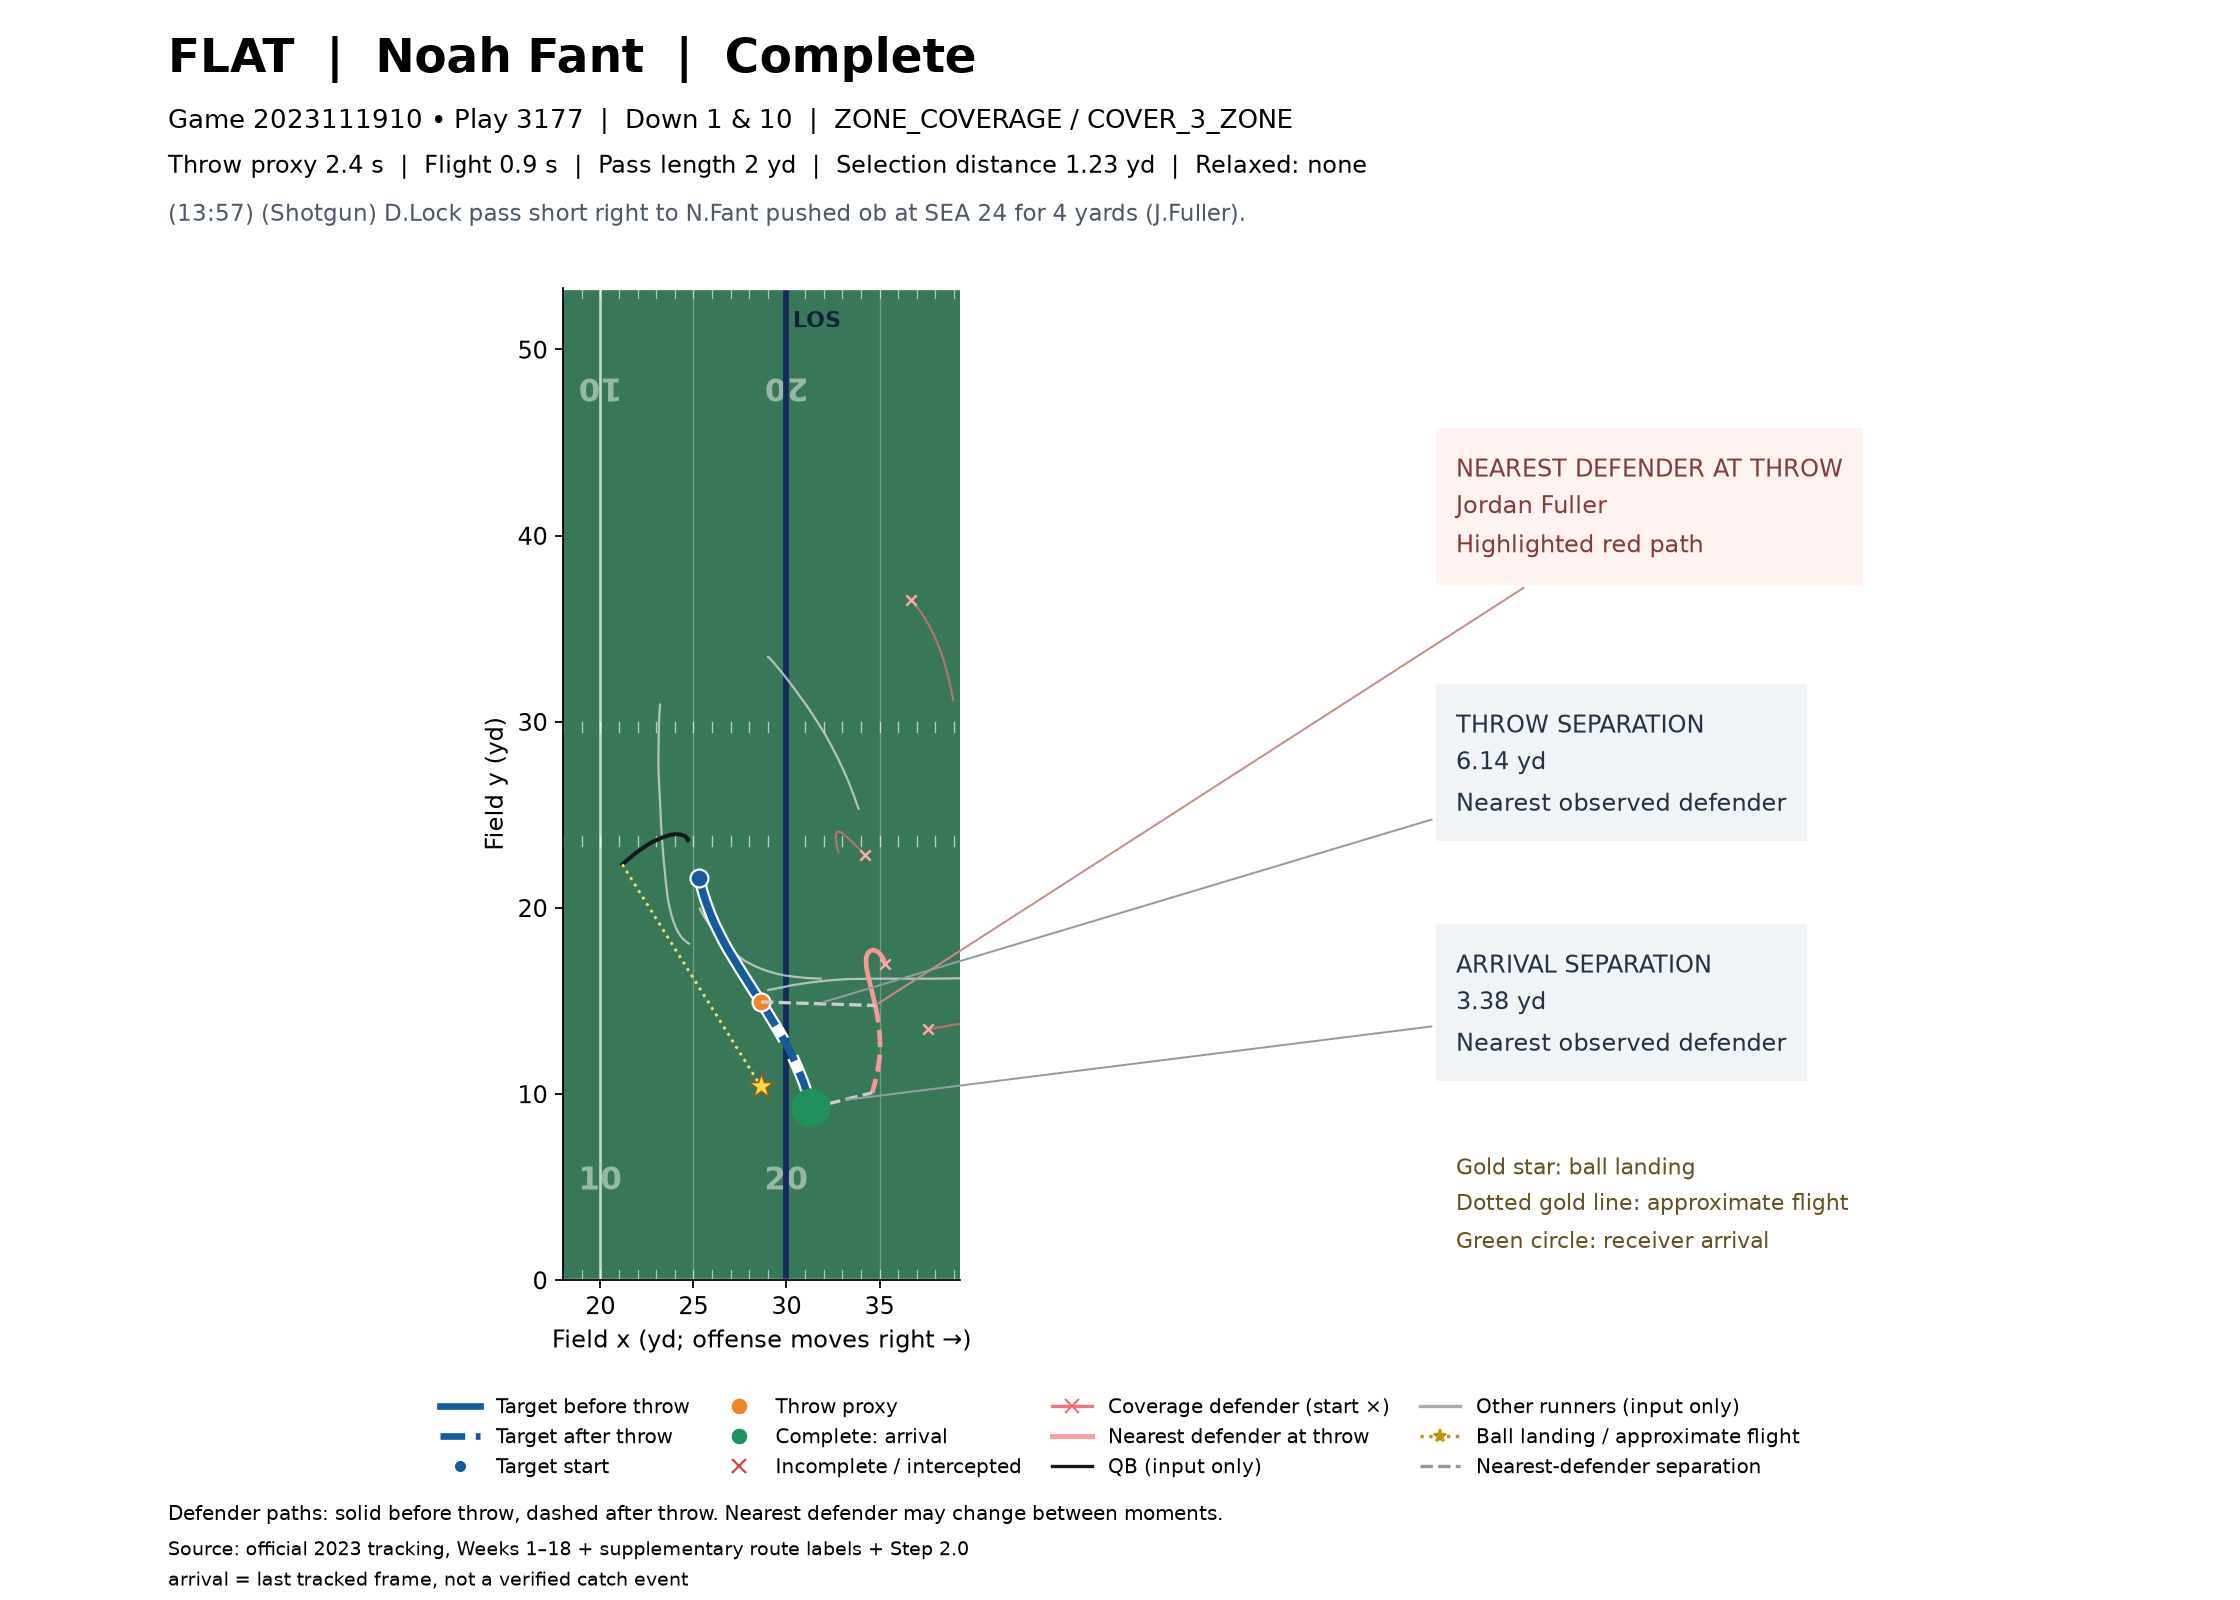 FLAT | Noah Fant | Complete
Game 2023111910 • Play 3177 | Down 1 & 10 | ZONE_COVERAGE / COVER_3_ZONE
Throw proxy 2.4 s | Flight 0.9 s | Pass length 2 yd | Selection distance 1.23 yd | Relaxed: none
(13:57) (Shotgun) D.Lock pass short right to N.Fant pushed ob at SEA 24 for 4 yards (J.Fuller).
LOS
50
10 20
40
30
20
10
0
10 20
20 25 30 35
Field y (yd)
Field x (yd; offense moves right →)
NEAREST DEFENDER AT THROW
Jordan Fuller
Highlighted red path
THROW SEPARATION
6.14 yd
Nearest observed defender
ARRIVAL SEPARATION
3.38 yd
Nearest observed defender
Gold star: ball landing
Dotted gold line: approximate flight
Green circle: receiver arrival
Target before throw
Target after throw
Target start
Throw proxy
Complete: arrival
Incomplete / intercepted
Coverage defender (start ×)
Nearest defender at throw
QB (input only)
Other runners (input only)
Ball landing / approximate flight
Nearest-defender separation
Defender paths: solid before throw, dashed after throw. Nearest defender may change between moments.
Source: official 2023 tracking, Weeks 1–18 + supplementary route labels + Step 2.0
arrival = last tracked frame, not a verified catch event